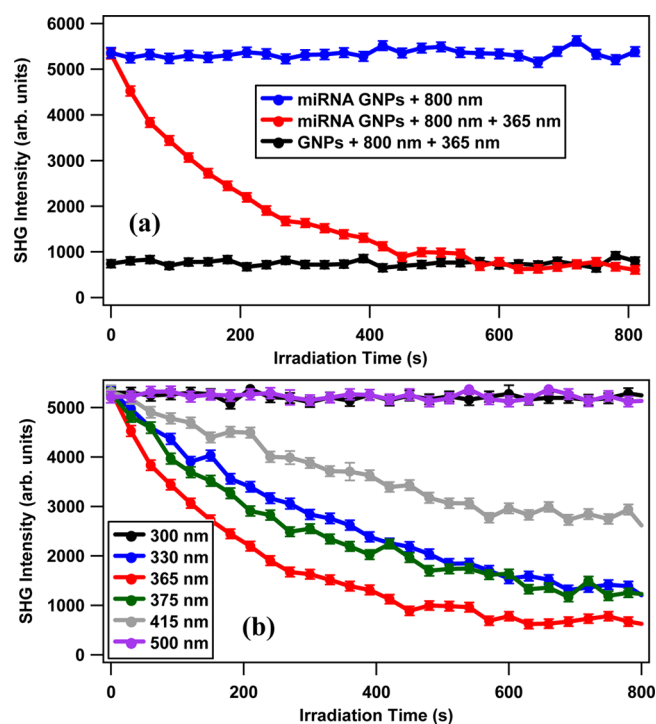 6000
5000
4000
3000
2000
1000
0
SHG Intensity (arb. units)
miRNA GNPs + 800 nm
miRNA GNPs + 800 nm + 365 nm
GNPs + 800 nm + 365 nm
(a)
0
200
400
600
800
Irradiation Time (s)
5000
4000
3000
2000
1000
0
SHG Intensity (arb. units)
300 nm
330 nm
365 nm
375 nm
415 nm
500 nm
(b)
0
200
400
600
800
Irradiation Time (s)